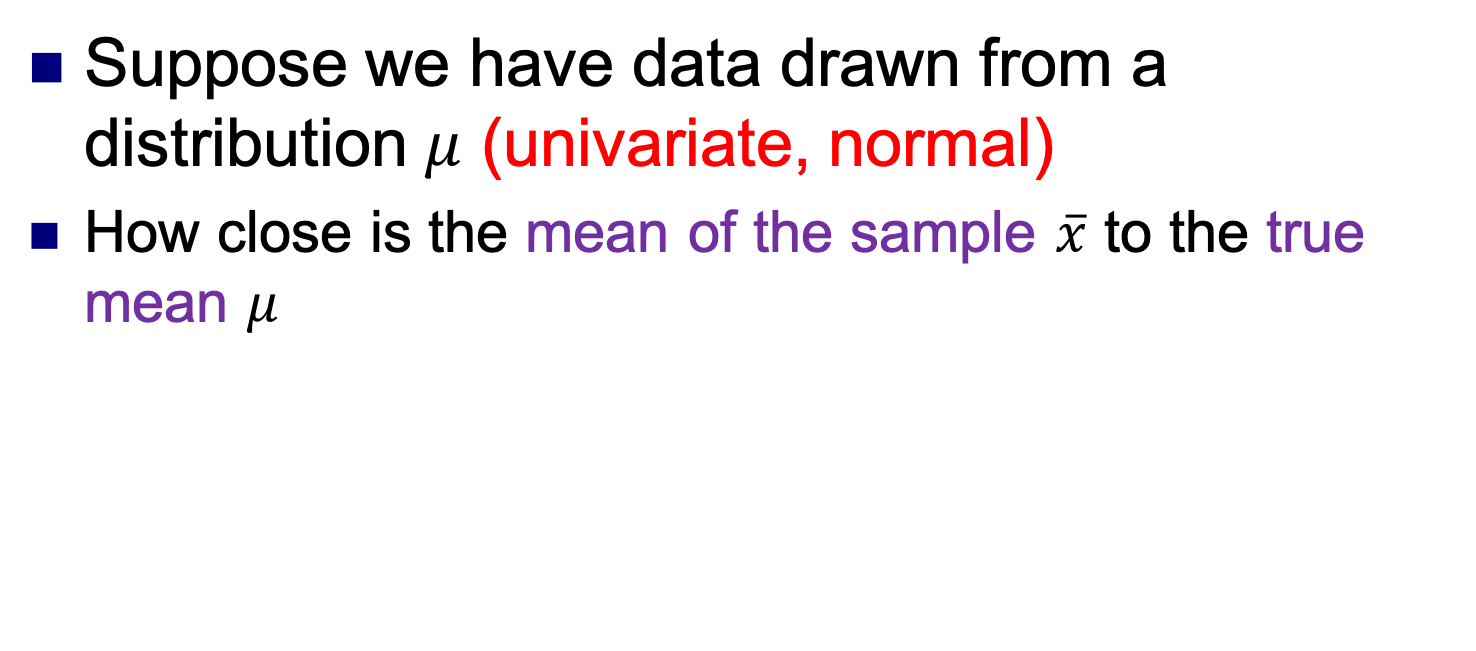 Suppose we have data drawn from a
distribution μ (univariate, normal)
How close is the mean of the sample x̄ to the true
mean μ